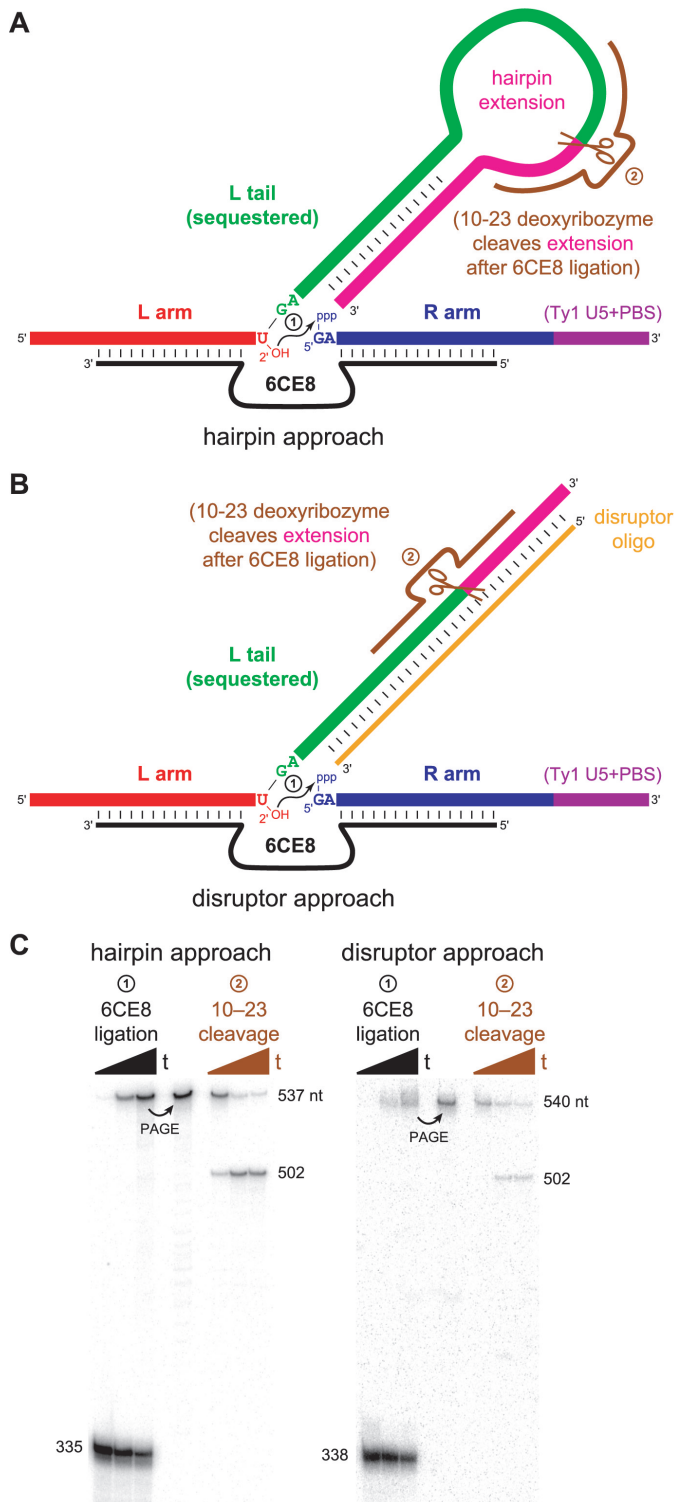 A
hairpin
extension
②
L tail
(sequestered)
(10-23 deoxyribozyme
cleaves extension
after 6CE8 ligation)
G A
①
ppp
3'
L arm
R arm
(Ty1 U5+PBS)
5'
U
2' OH
5' GA
3'
3'
5'
6CE8
hairpin approach
B
(10-23 deoxyribozyme
cleaves extension
after 6CE8 ligation)
②
3'
5'
disruptor
oligo
L tail
(sequestered)
G A
①
ppp
3'
L arm
R arm
(Ty1 U5+PBS)
5'
U
2' OH
5' GA
3'
3'
5'
6CE8
disruptor approach
C
hairpin approach
①
6CE8
ligation
t
②
10–23
cleavage
t
537 nt
PAGE
502
335
disruptor approach
①
6CE8
ligation
t
②
10–23
cleavage
t
540 nt
PAGE
502
338